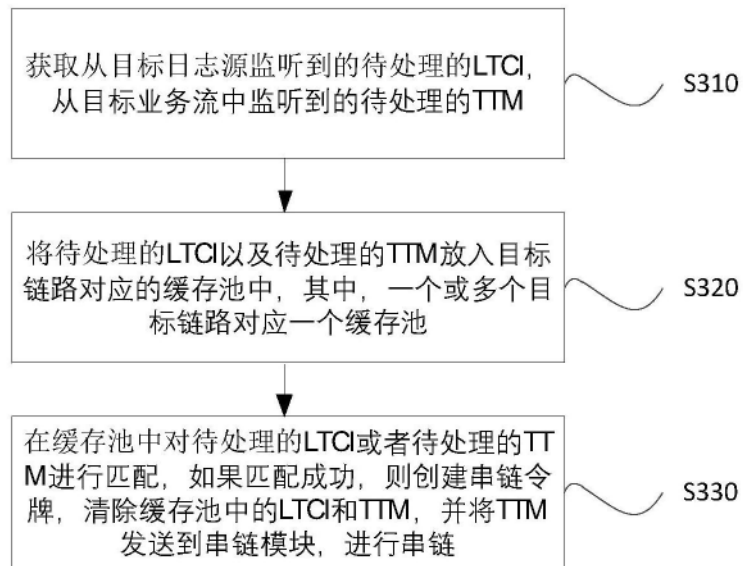 获取从目标日志源监听到的待处理的LTCI,
从目标业务流中监听到的待处理的TTM
S310
将待处理的LTCI以及待处理的TTM放入目标
链路对应的缓存池中，其中，一个或多个目
标链路对应一个缓存池
S320
在缓存池中对待处理的LTCI或者待处理的TT
M进行匹配，如果匹配成功，则创建串链令
牌，清除缓存池中的LTCI和TTM，并将TTM
发送到串链模块，进行串链
S330